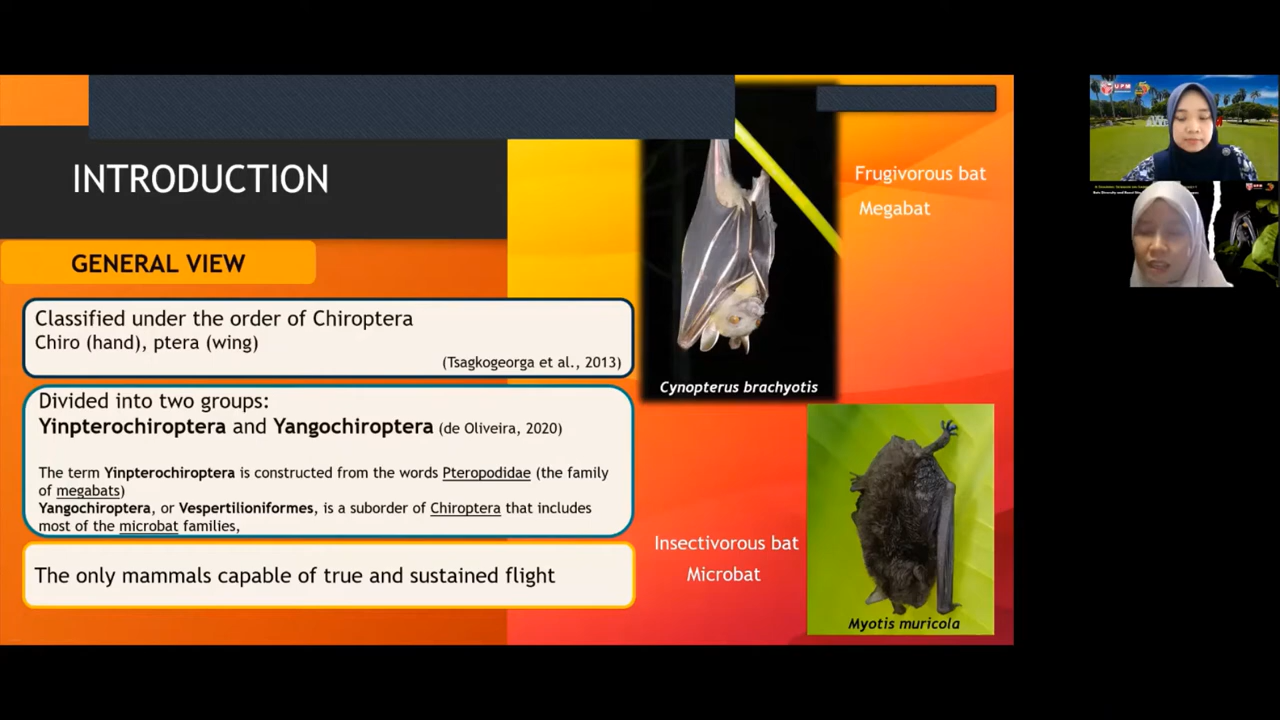 INTRODUCTION
GENERAL VIEW
Classified under the order of Chiroptera
Chiro (hand), ptera (wing)
(Tsagkogeorga et al., 2013)
Divided into two groups:
Yinpterochiroptera and Yangochiroptera (de Oliveira, 2020)
The term Yinpterochiroptera is constructed from the words Pteropodidae (the family
of megabats)
Yangochiroptera, or Vespertilioniformes, is a suborder of Chiroptera that includes
most of the microbat families,
The only mammals capable of true and sustained flight
Frugivorous bat
Megabat
Cynopterus brachyotis
Insectivorous bat
Microbat
Myotis muricola
UPM